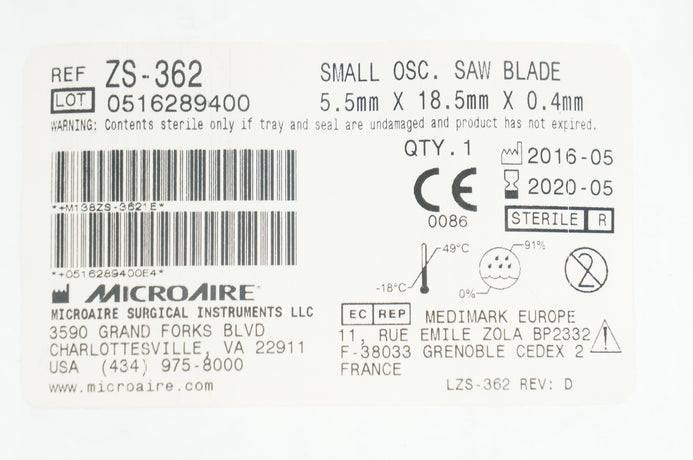 REF ZS-362
LOT 0516289400
SMALL OSC. SAW BLADE
5.5mm X 18.5mm X 0.4mm
WARNING: Contents sterile only if tray and seal are undamaged and product has not expired.
QTY. 1
2016-05
2020-05
CE
0086
STERILE R
*+M138ZS-3621E*
*+0516289400E4*
49°C
-18°C
91%
0%
2
MICROAIRE
MICROAIRE SURGICAL INSTRUMENTS LLC
3590 GRAND FORKS BLVD
CHARLOTTESVILLE, VA 22911
USA (434) 975-8000
www.microaire.com
EC REP MEDIMARK EUROPE
11, RUE EMILE ZOLA BP2332
F-38033 GRENOBLE CEDEX 2
FRANCE
LZS-362 REV: D